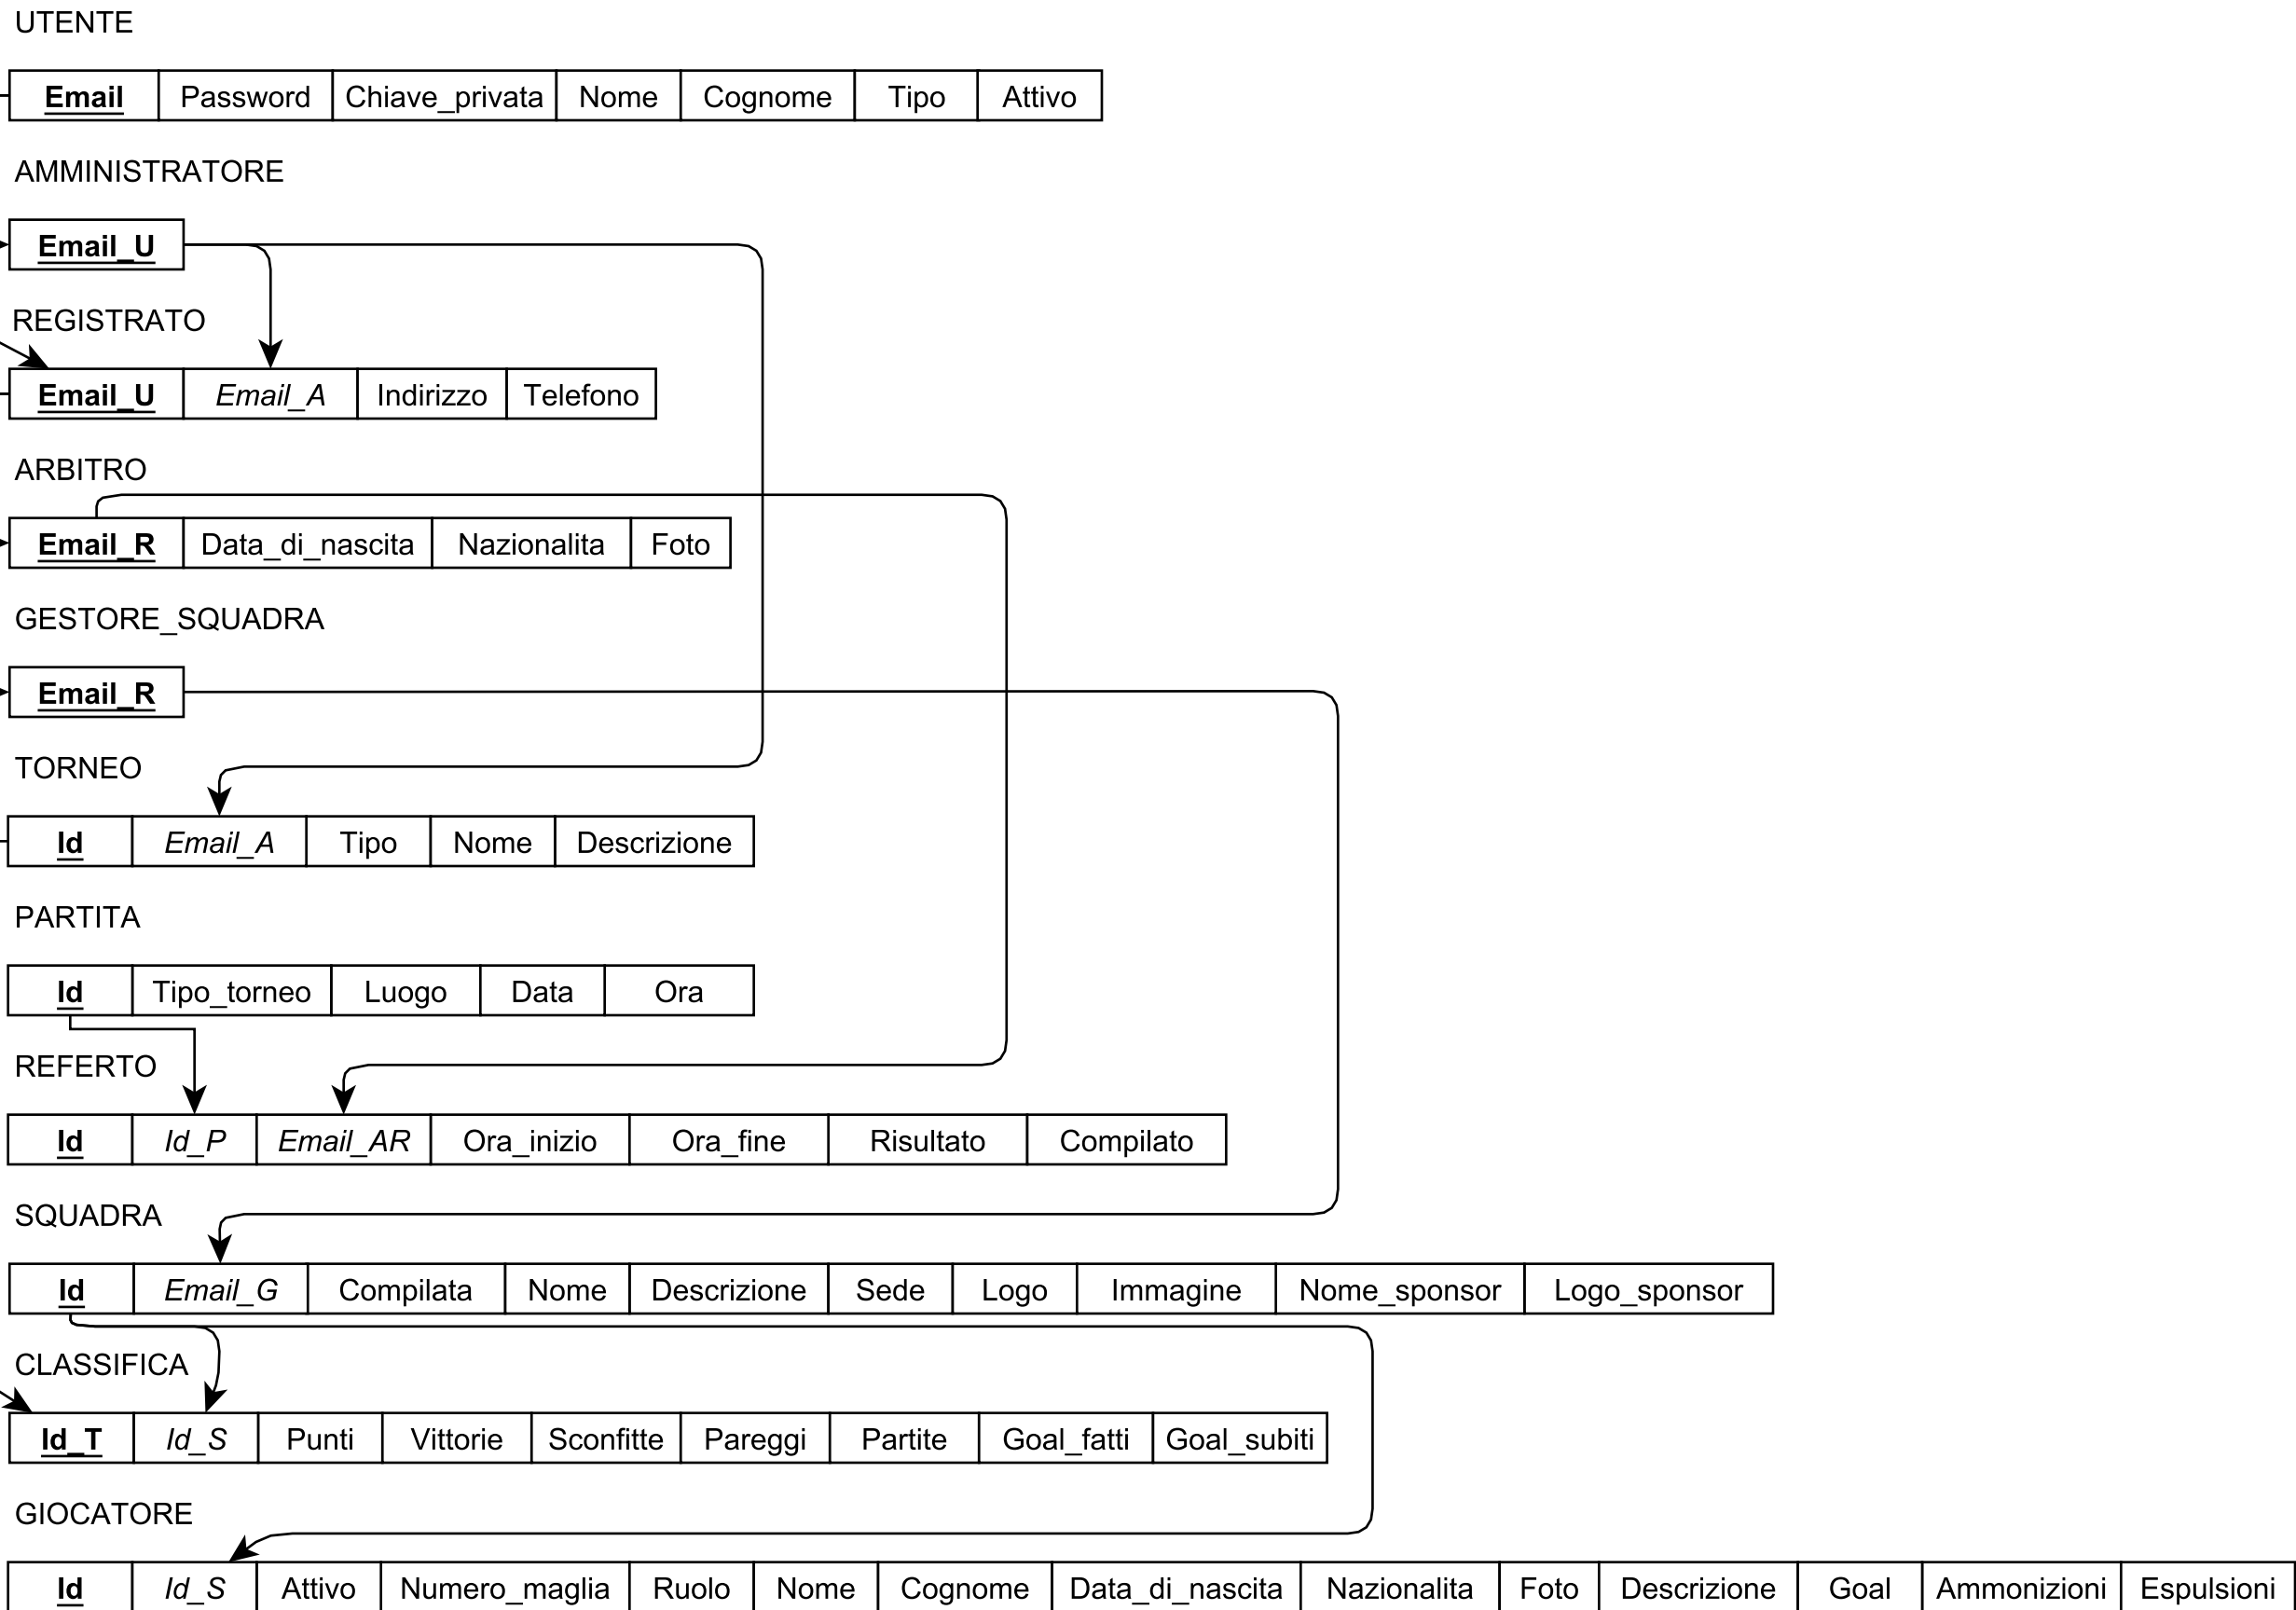 UTENTE
Email Password Chiave_privata Nome Cognome Tipo Attivo
AMMINISTRATORE
Email_U
REGISTRATO
Email_U Email_A Indirizzo Telefono
ARBITRO
Email_R Data_di_nascita Nazionalita Foto
GESTORE_SQUADRA
Email_R
TORNEO
Id Email_A Tipo Nome Descrizione
PARTITA
Id Tipo_torneo Luogo Data Ora
REFERTO
Id Id_P Email_AR Ora_inizio Ora_fine Risultato Compilato
SQUADRA
Id Email_G Compilata Nome Descrizione Sede Logo Immagine Nome_sponsor Logo_sponsor
CLASSIFICA
Id_T Id_S Punti Vittorie Sconfitte Pareggi Partite Goal_fatti Goal_subiti
GIOCATORE
Id Id_S Attivo Numero_maglia Ruolo Nome Cognome Data_di_nascita Nazionalita Foto Descrizione Goal Ammonizioni Espulsioni